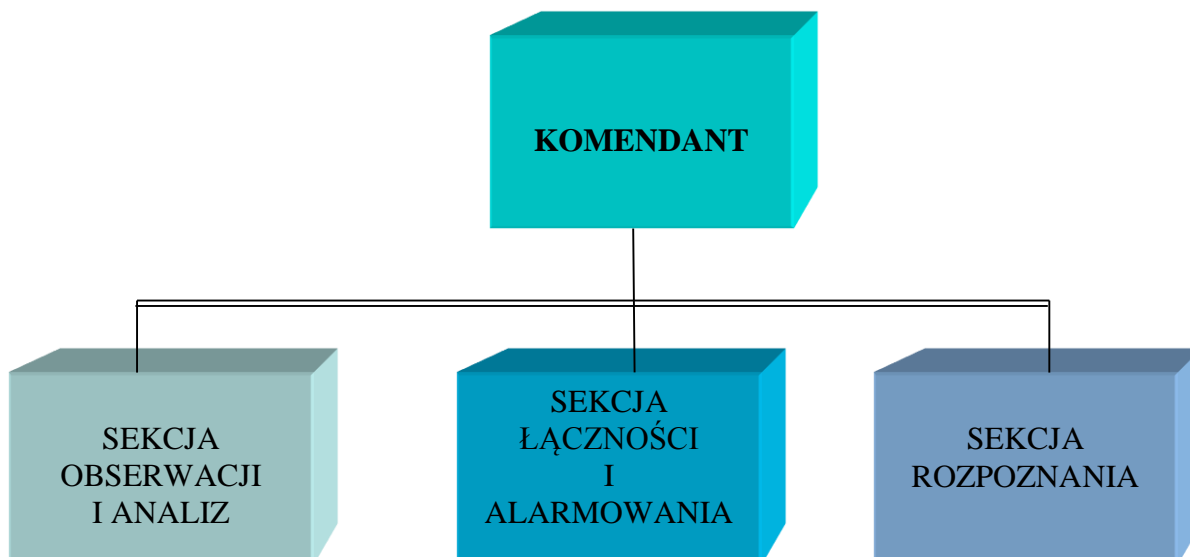 KOMENDANT
SEKCJA
OBSERWACJI
I ANALIZ
SEKCJA
ŁĄCZNOŚCI
I
ALARMOWANIA
SEKCJA
ROZPOZNANIA